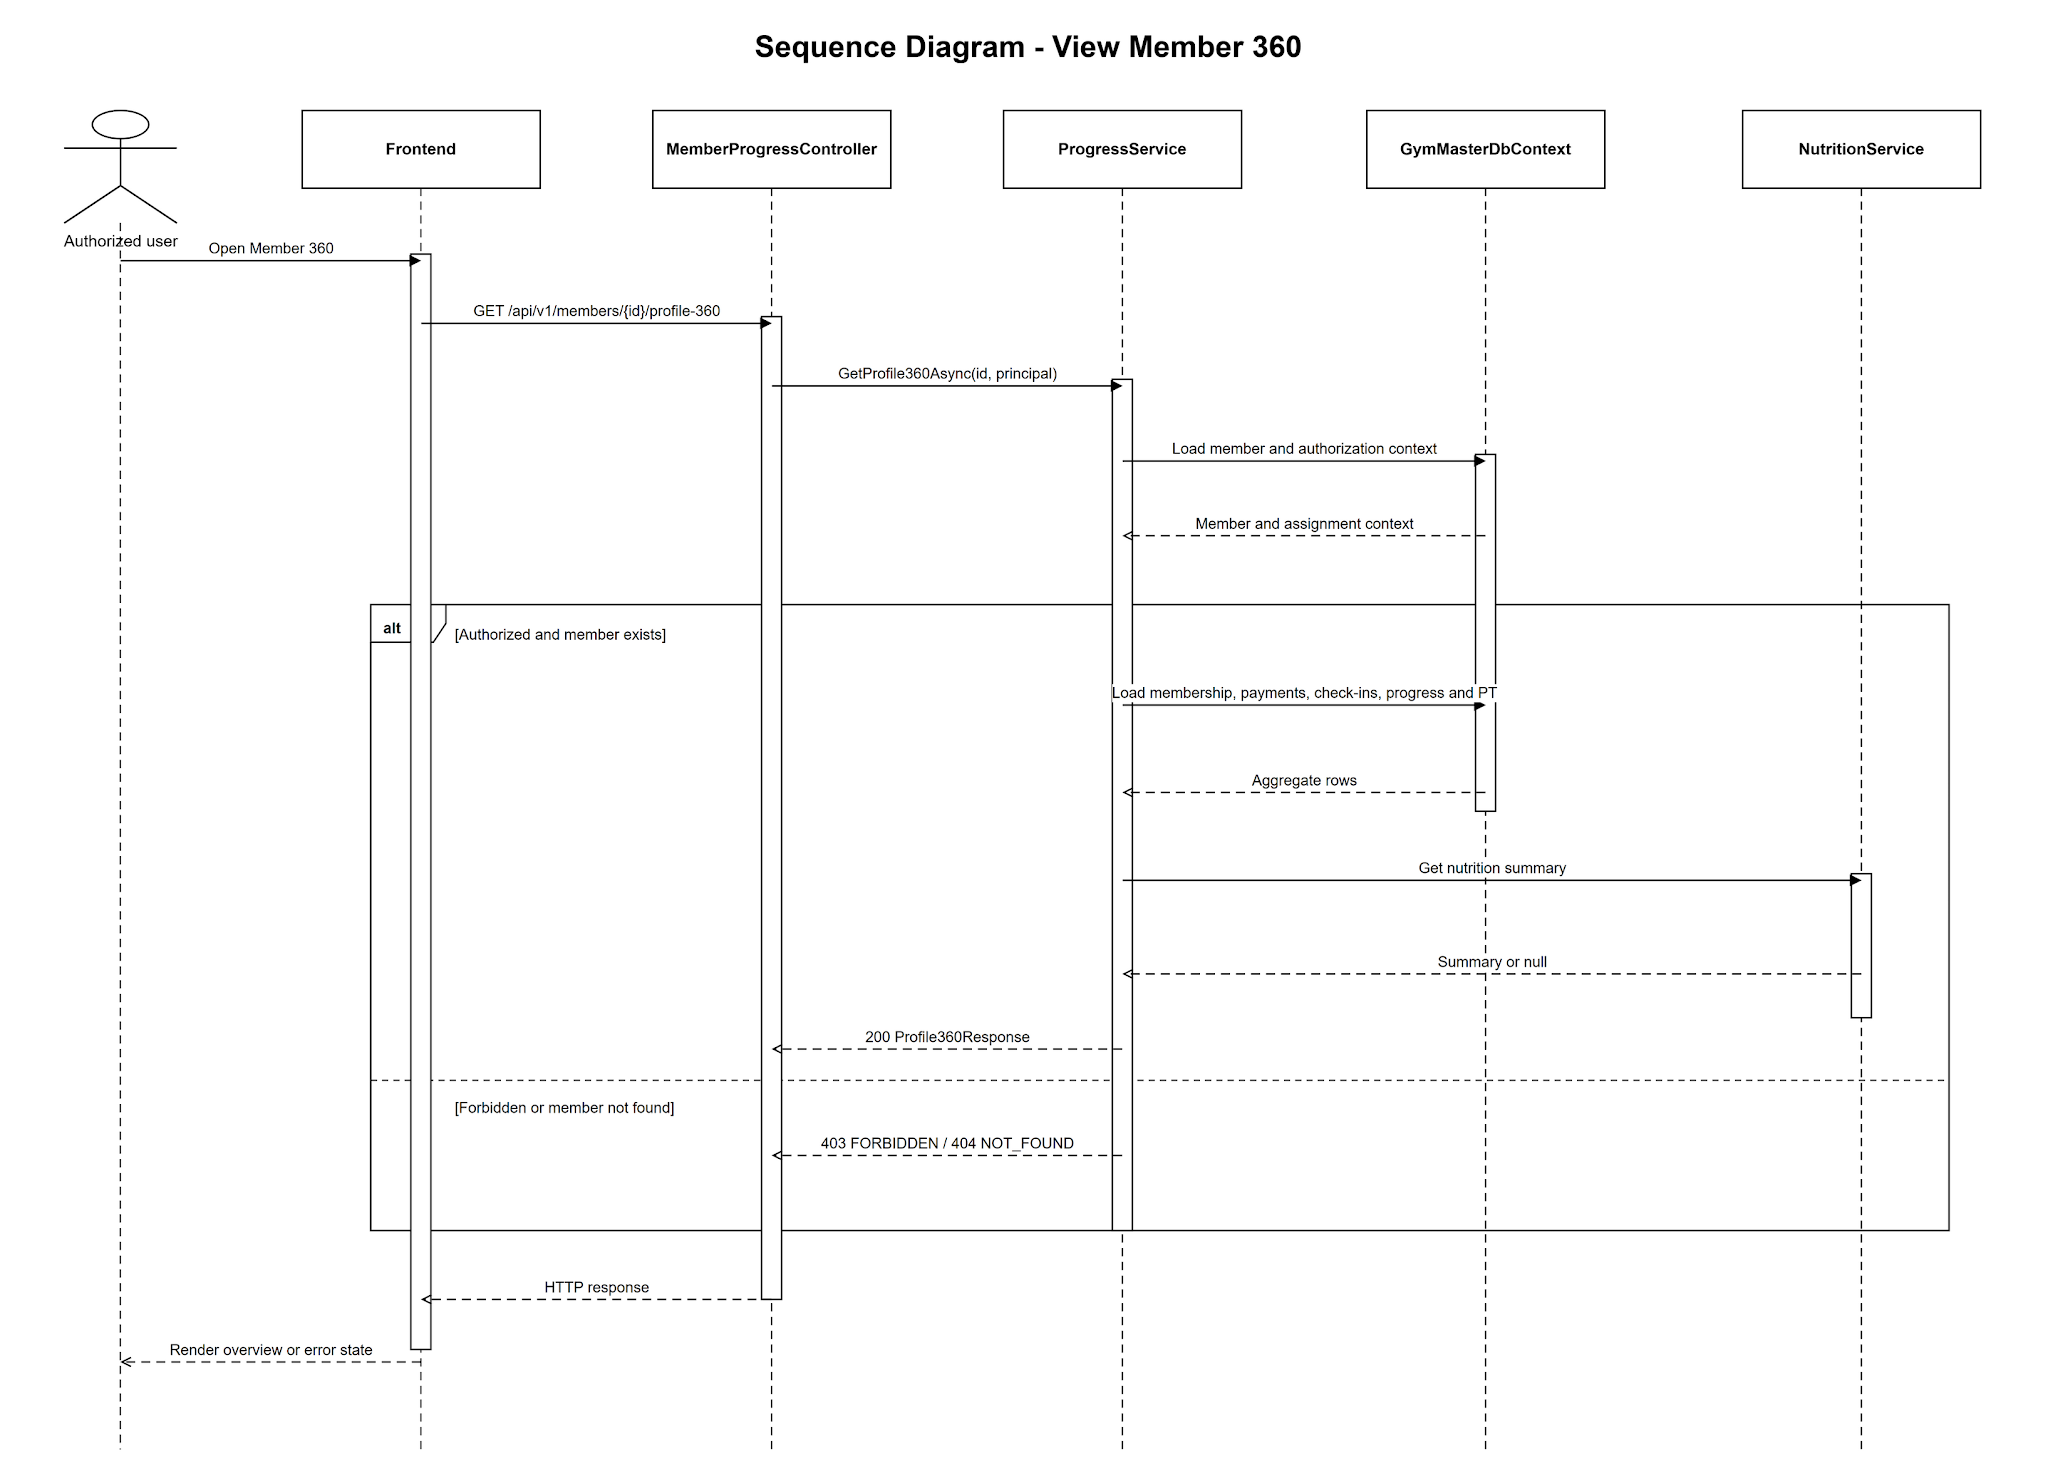 Sequence Diagram - View Member 360
Frontend
MemberProgressController
ProgressService
GymMasterDbContext
NutritionService
Authorized user
Open Member 360
GET /api/v1/members/{id}/profile-360
GetProfile360Async(id, principal)
Load member and authorization context
Member and assignment context
alt
[Authorized and member exists]
Load membership, payments, check-ins, progress and PT
Aggregate rows
Get nutrition summary
Summary or null
200 Profile360Response
[Forbidden or member not found]
403 FORBIDDEN / 404 NOT_FOUND
HTTP response
Render overview or error state